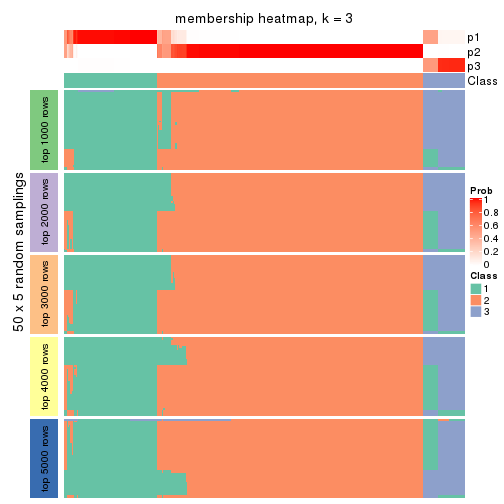 membership heatmap, k = 3
p1
p2
p3
Class
50 x 5 random samplings
top 1000 rows
top 2000 rows
top 3000 rows
top 4000 rows
top 5000 rows
Prob
1
0.8
0.6
0.4
0.2
0
Class
1
2
3